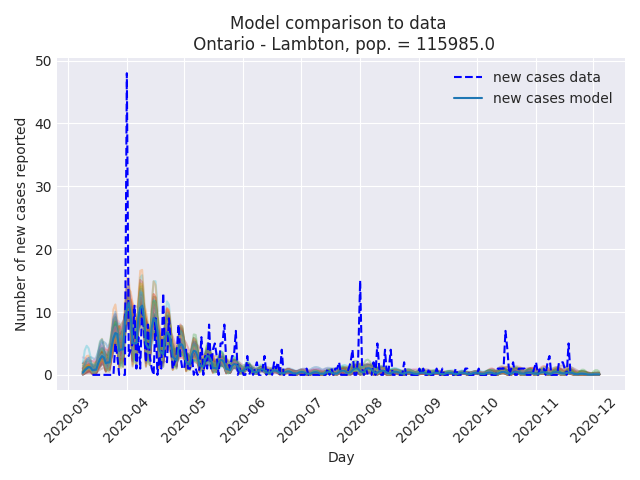 Model comparison to data
Ontario - Lambton, pop. = 115985.0
new cases data
new cases model
Number of new cases reported
50
40
30
20
10
0
2020-03
2020-04
2020-05
2020-06
2020-07
2020-08
2020-09
2020-10
2020-11
2020-12
Day